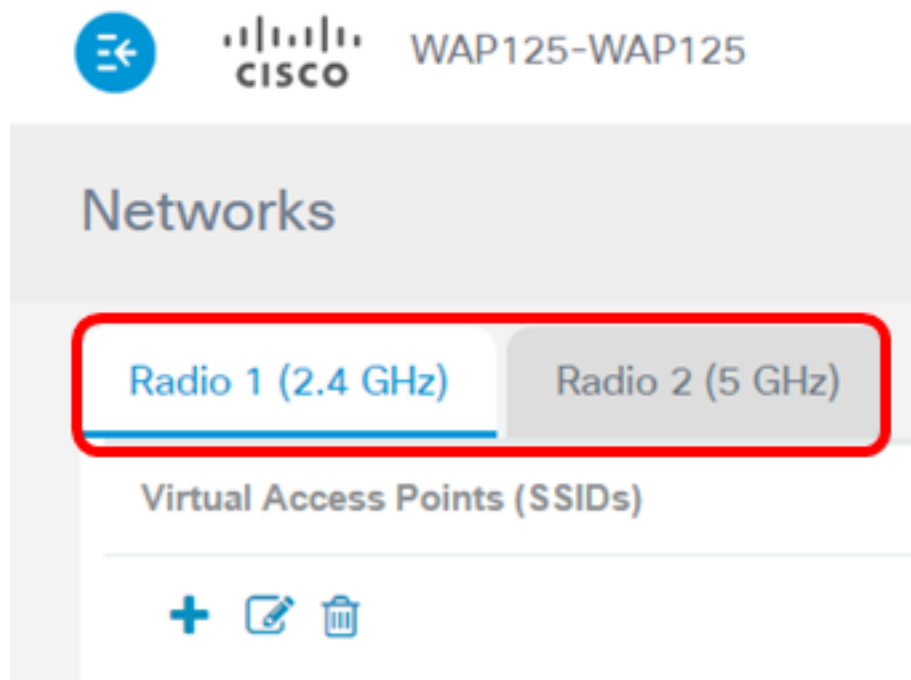 CISCO WAP125-WAP125
Networks
Radio 1 (2.4 GHz) Radio 2 (5 GHz)
Virtual Access Points (SSIDs)